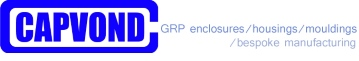 CAPVOND
GRP enclosures/housings/mouldings
/bespoke manufacturing